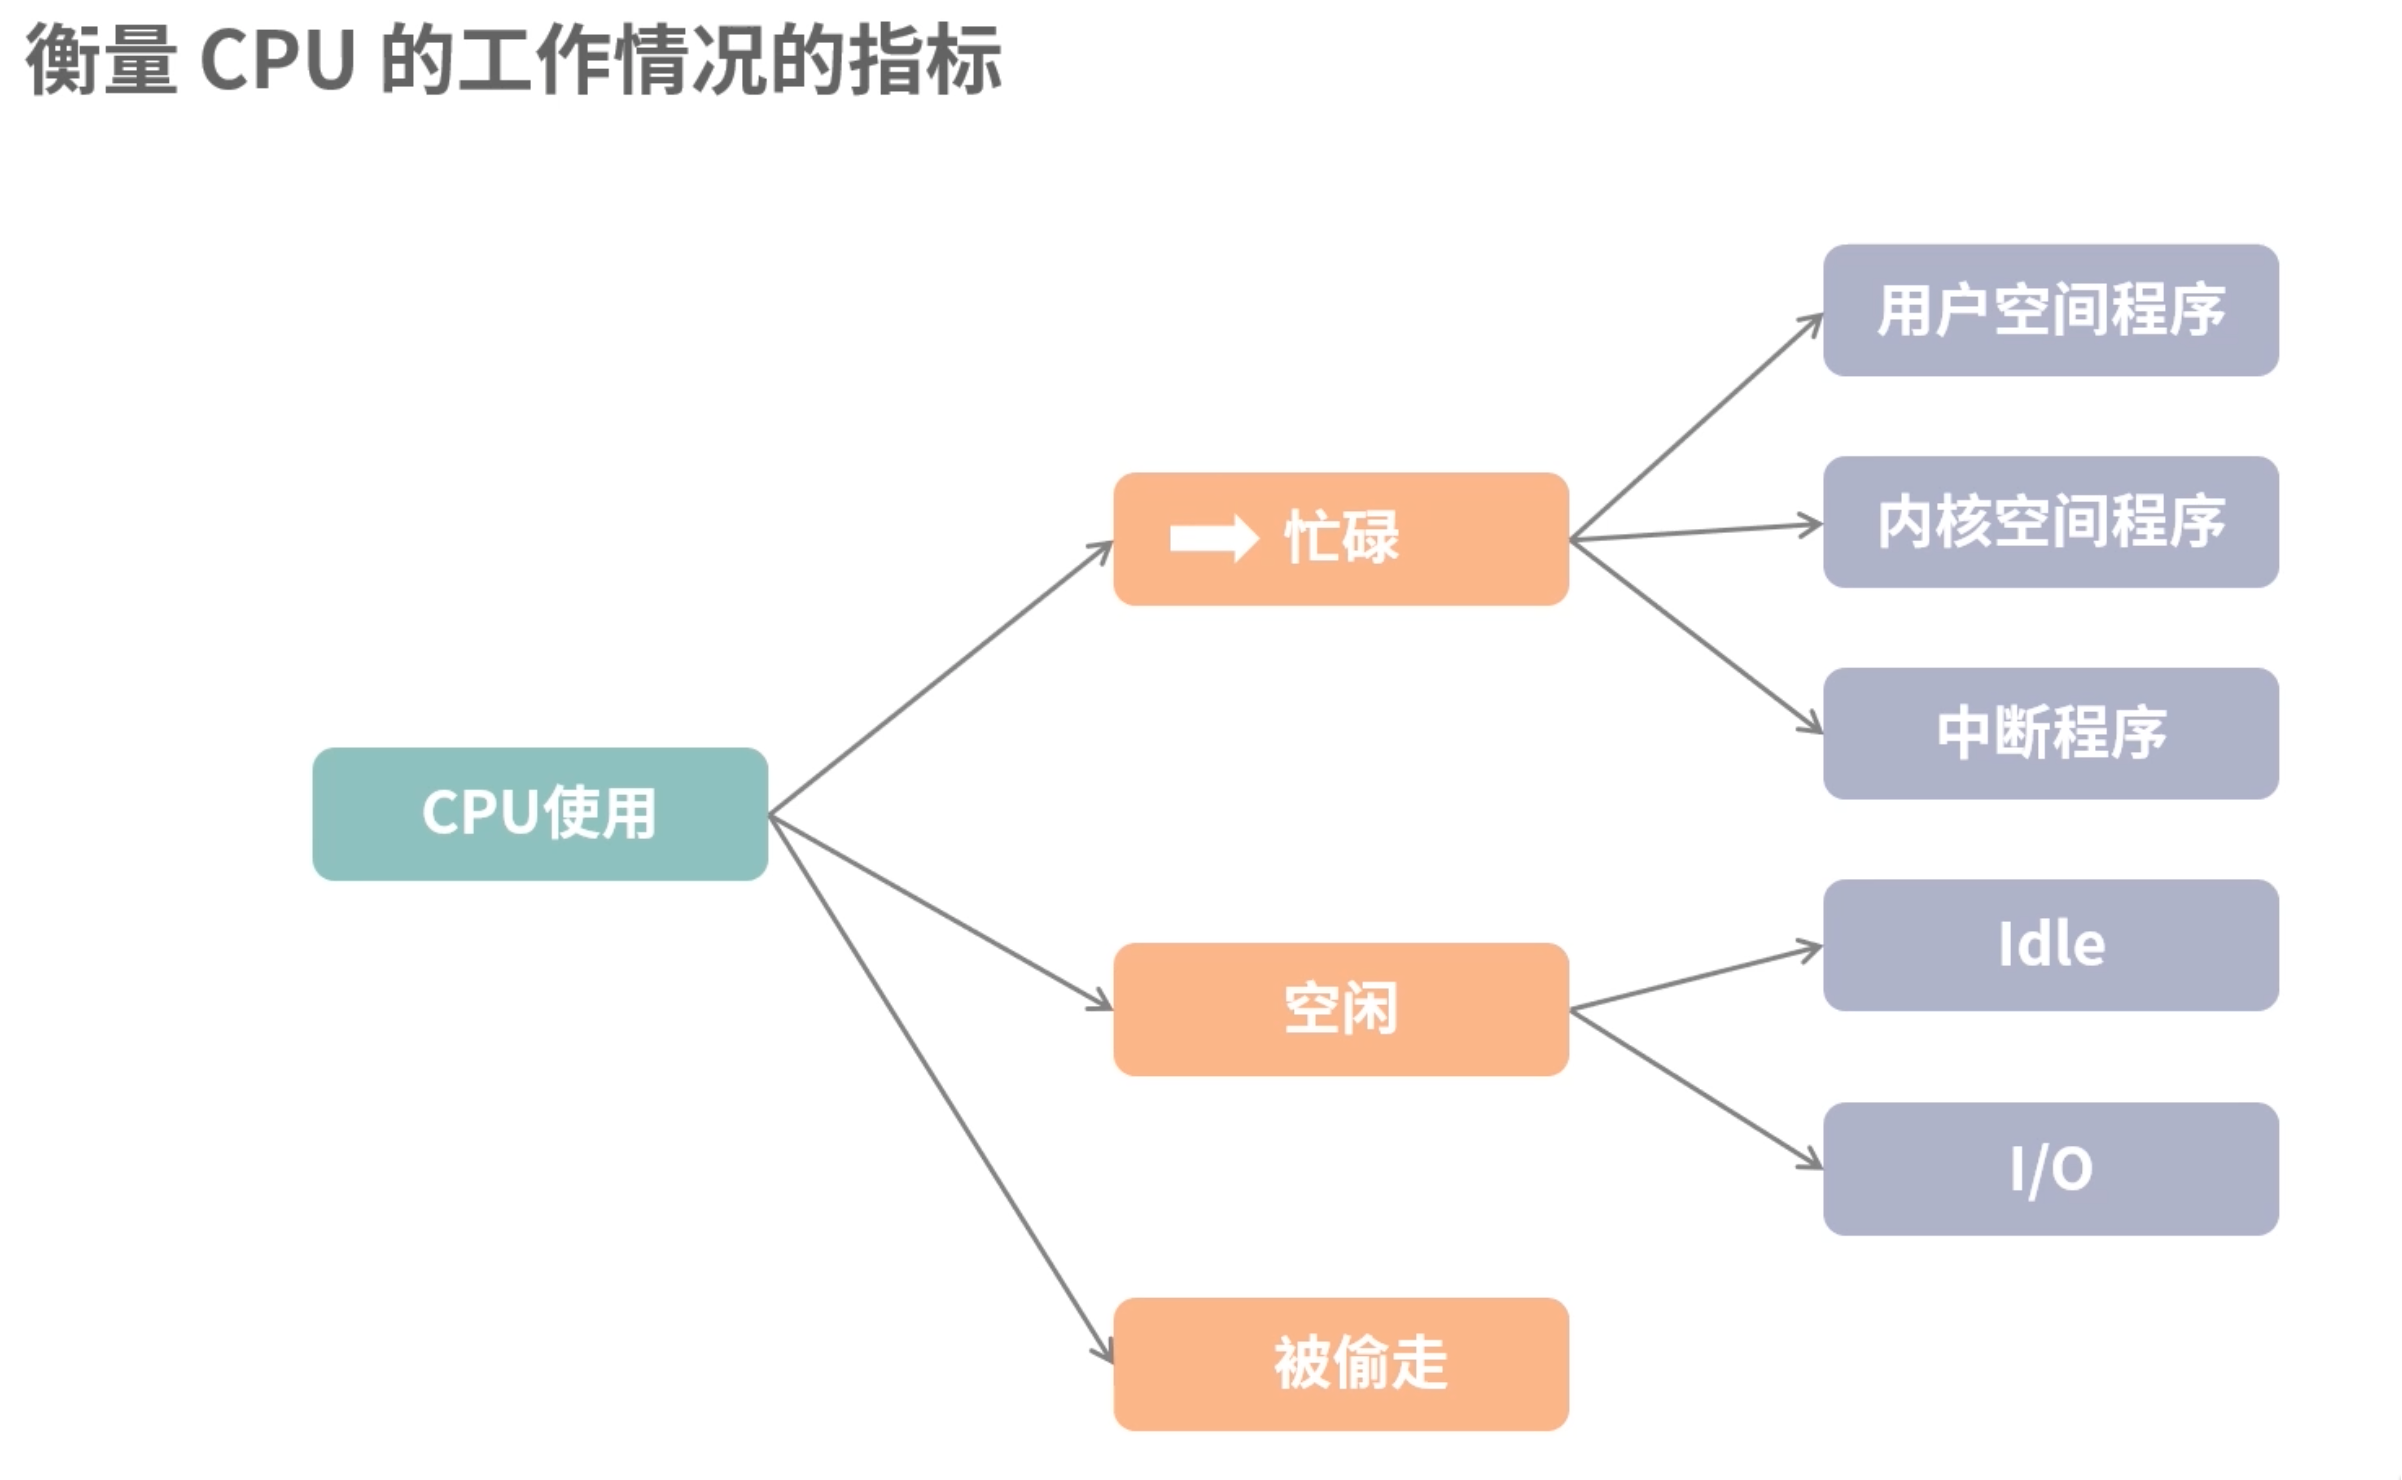 衡量 CPU 的工作情况的指标
用户空间程序
内核空间程序
忙碌
中断程序
CPU使用
Idle
空闲
I/O
被偷走